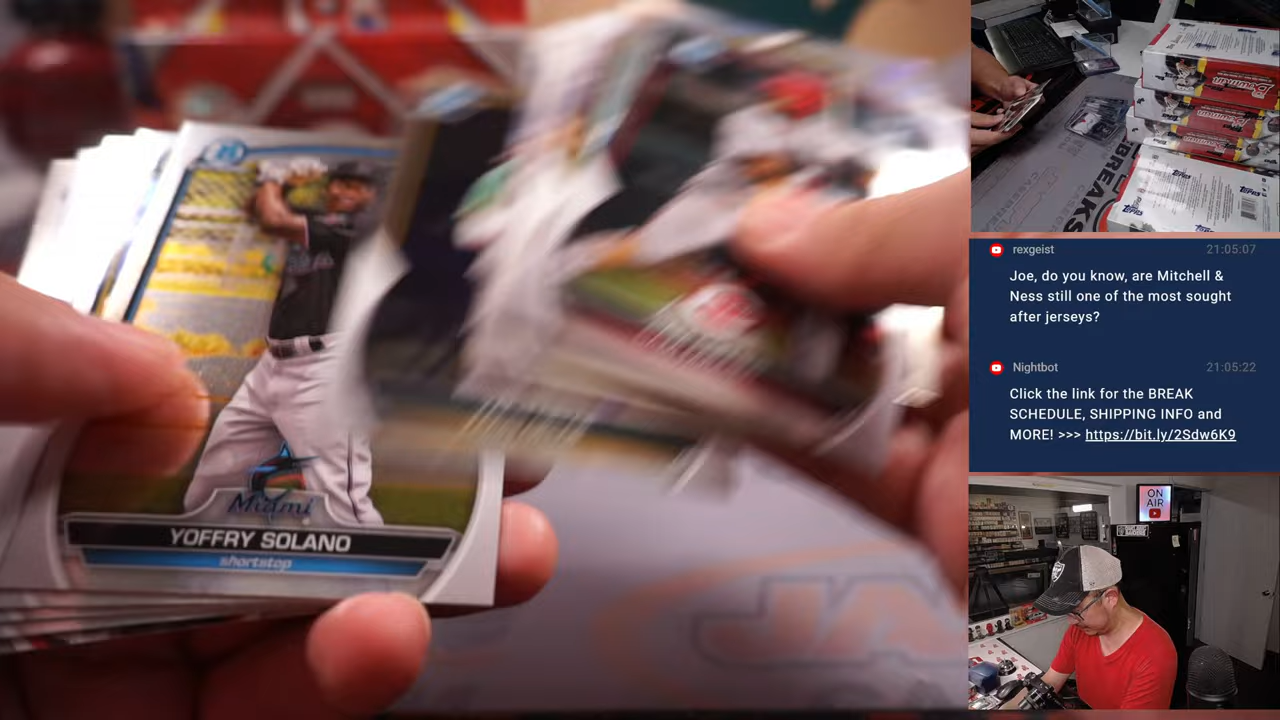 Miami
YOFFRY SOLANO
shortstop
JA
Bowman
topps
topps
BREAKS
rexgeist 21:05:07
Joe, do you know, are Mitchell &
Ness still one of the most sought
after jerseys?
Nightbot 21:05:22
Click the link for the BREAK
SCHEDULE, SHIPPING INFO and
MORE! >>> https://bit.ly/2Sdw6K9
ON
AIR